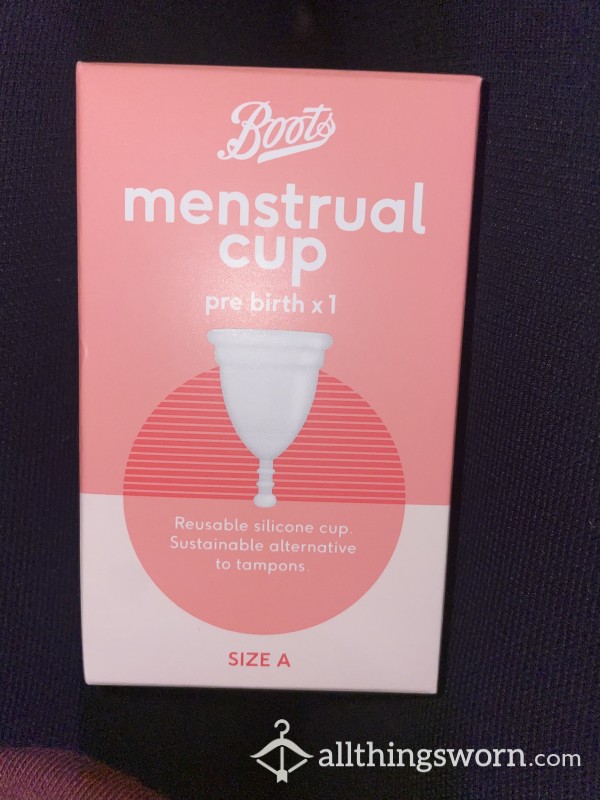 Boots
menstrual
cup
pre birth x 1
Reusable silicone cup.
Sustainable alternative
to tampons.
SIZE A
allthingsworn.com